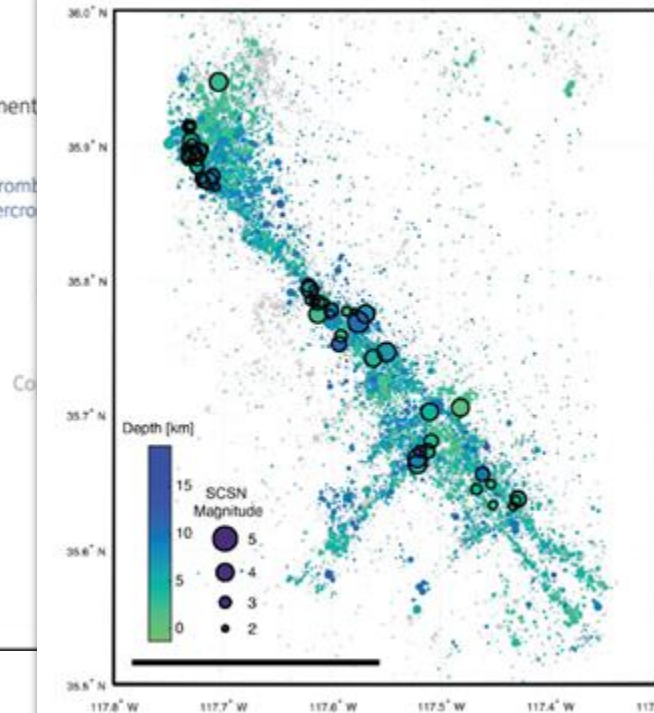 36.0° N
35.9° N
35.8° N
35.7° N
35.6° N
35.5° N
117.8° W
117.7° W
117.6° W
117.5° W
117.4° W
Depth [km]
15
10
5
0
SCSN
Magnitude
5
4
3
2
Co